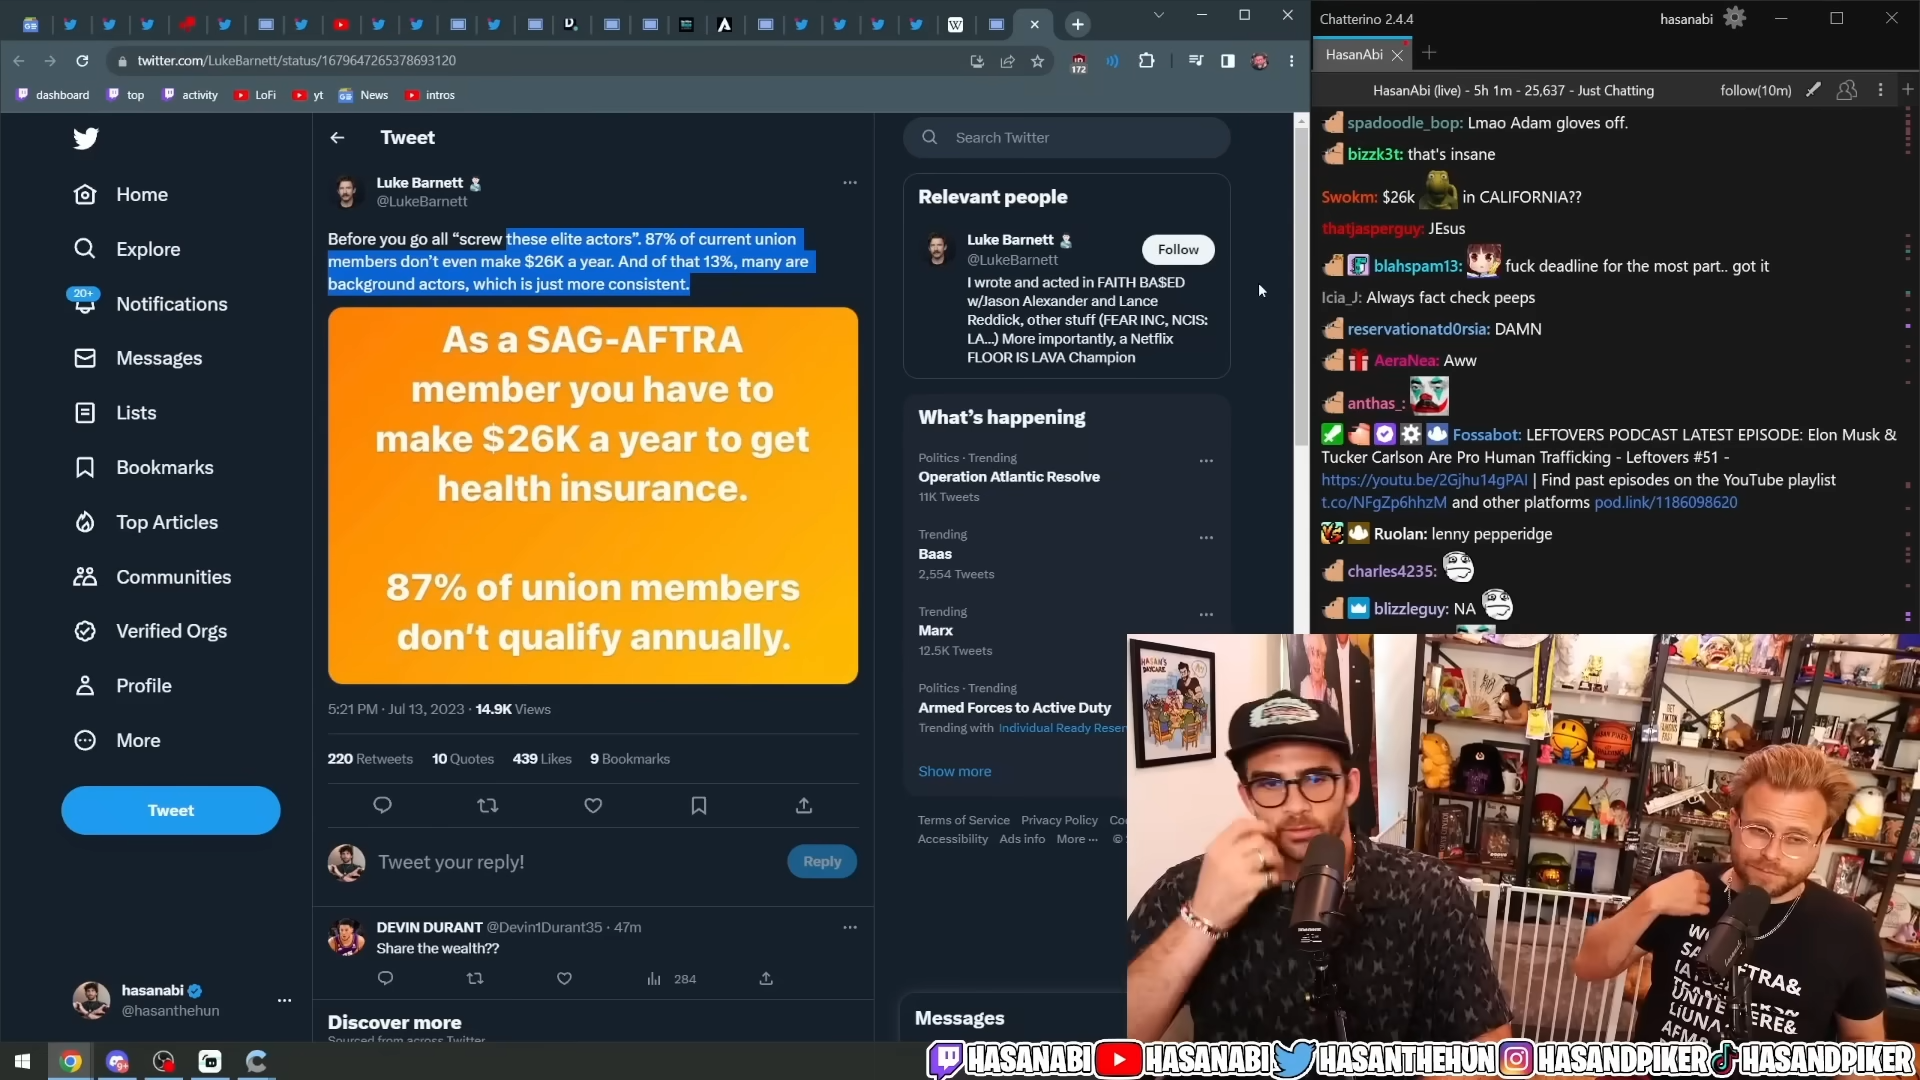 twitter.com/LukeBarnett/status/1679647265378693120
172
dashboard
top
activity
LoFi
yt
News
intros
Tweet
Home
Explore
20+
Notifications
Messages
Lists
Bookmarks
Top Articles
Communities
Verified Orgs
Profile
More
Tweet
hasanabi
@hasanthehun
Luke Barnett
@LukeBarnett
Before you go all “screw these elite actors”. 87% of current union
members don’t even make $26K a year. And of that 13%, many are
background actors, which is just more consistent.
As a SAG-AFTRA
member you have to
make $26K a year to get
health insurance.
87% of union members
don’t qualify annually.
5:21 PM · Jul 13, 2023 · 14.9K Views
220 Retweets 10 Quotes 439 Likes 9 Bookmarks
Tweet your reply!
Reply
DEVIN DURANT @Devin1Durant35 · 47m
Share the wealth??
284
Discover more
Sourced from across Twitter
Search Twitter
Relevant people
Luke Barnett
@LukeBarnett
Follow
I wrote and acted in FAITH BA$ED
w/Jason Alexander and Lance
Reddick, other stuff (FEAR INC, NCIS:
LA...) More importantly, a Netflix
FLOOR IS LAVA Champion
What’s happening
Politics · Trending
Operation Atlantic Resolve
11K Tweets
Trending
Baas
2,554 Tweets
Trending
Marx
12.5K Tweets
Politics · Trending
Armed Forces to Active Duty
Trending with Individual Ready Reser
Show more
Terms of Service Privacy Policy
Accessibility Ads info More ··· ©
Messages
Chatterino 2.4.4
hasanabi
HasanAbi
HasanAbi (live) - 5h 1m - 25,637 - Just Chatting
follow(10m)
spadoodle_bop: Lmao Adam gloves off.
bizzk3t: that's insane
Swokm: $26k in CALIFORNIA??
thatjasperguy: JEsus
blahspam13: fuck deadline for the most part.. got it
Icia_J: Always fact check peeps
reservationatd0rsia: DAMN
AeraNea: Aww
anthas_:
Fossabot: LEFTOVERS PODCAST LATEST EPISODE: Elon Musk &
Tucker Carlson Are Pro Human Trafficking - Leftovers #51 -
https://youtu.be/2Gjhu14gPAI | Find past episodes on the YouTube playlist
t.co/NFgZp6hhzM and other platforms pod.link/1186098620
Ruolan: lenny pepperidge
charles4235:
blizzleguy: NA
HASANABI HASANABI HASANTHEHUN HASANDPIKER HASANDPIKER